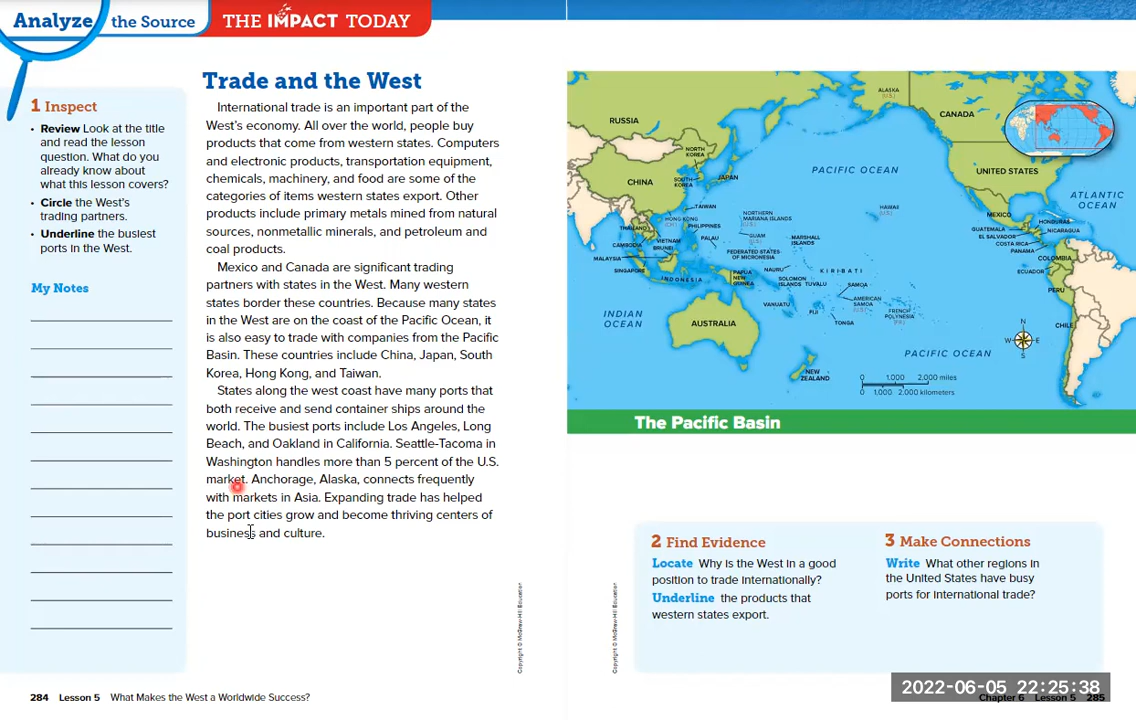 Analyze the Source THE IMPACT TODAY
1 Inspect
• Review Look at the title
and read the lesson
question. What do you
already know about
what this lesson covers?
• Circle the West's
trading partners.
• Underline the busiest
ports in the West.
My Notes
Trade and the West
International trade is an important part of the
West's economy. All over the world, people buy
products that come from western states. Computers
and electronic products, transportation equipment,
chemicals, machinery, and food are some of the
categories of items western states export. Other
products include primary metals mined from natural
sources, nonmetallic minerals, and petroleum and
coal products.
Mexico and Canada are significant trading
partners with states in the West. Many western
states border these countries. Because many states
in the West are on the coast of the Pacific Ocean, it
is also easy to trade with companies from the Pacific
Basin. These countries include China, Japan, South
Korea, Hong Kong, and Taiwan.
States along the west coast have many ports that
both receive and send container ships around the
world. The busiest ports include Los Angeles, Long
Beach, and Oakland in California. Seattle-Tacoma in
Washington handles more than 5 percent of the U.S.
market. Anchorage, Alaska, connects frequently
with markets in Asia. Expanding trade has helped
the port cities grow and become thriving centers of
business and culture.
Copyright © McGraw-Hill Education
284 Lesson 5 What Makes the West a Worldwide Success?
ALASKA
(U.S.)
RUSSIA
CANADA
NORTH
KOREA
CHINA
SOUTH
KOREA
JAPAN
PACIFIC OCEAN
UNITED STATES
ATLANTIC
OCEAN
TAIWAN
HAWAII
(U.S.)
HONG KONG
(CH)
NORTHERN
MARIANA ISLANDS
(U.S.)
MEXICO
HONDURAS
THAILAND
PHILIPPINES
GUATEMALA
NICARAGUA
EL SALVADOR
COSTA RICA
PANAMA
CAMBODIA
VIETNAM
BRUNEI
PALAU
GUAM
(U.S.)
MARSHALL
ISLANDS
FEDERATED STATES
OF MICRONESIA
MALAYSIA
COLOMBIA
SINGAPORE
INDONESIA
PAPUA
NEW
GUINEA
NAURU
KIRIBATI
ECUADOR
SOLOMON
ISLANDS
TUVALU
SAMOA
PERU
VANUATU
AMERICAN
SAMOA
(U.S.)
FIJI
TONGA
FRENCH
POLYNESIA
(FR.)
INDIAN
OCEAN
AUSTRALIA
CHILE
N
W E
S
PACIFIC OCEAN
NEW
ZEALAND
0 1,000 2,000 miles
0 1,000 2,000 kilometers
The Pacific Basin
2 Find Evidence
Locate Why is the West in a good
position to trade internationally?
Underline the products that
western states export.
3 Make Connections
Write What other regions in
the United States have busy
ports for international trade?
Copyright © McGraw-Hill Education
2022-06-05 22:25:38
Chapter 6 Lesson 5 285